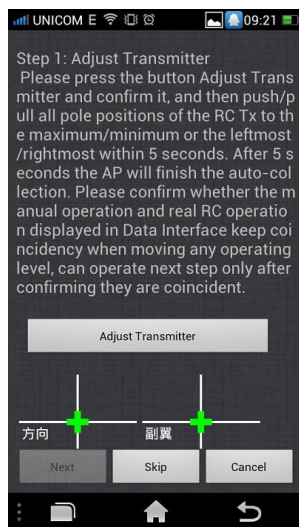 UNICOM E 09:21
Step 1: Adjust Transmitter
Please press the button Adjust Trans
mitter and confirm it, and then push/p
ull all pole positions of the RC Tx to th
e maximum/minimum or the leftmost
/rightmost within 5 seconds. After 5 s
econds the AP will finish the auto-col
lection. Please confirm whether the m
anual operation and real RC operatio
n displayed in Data Interface keep coi
ncidency when moving any operating
level, can operate next step only after
confirming they are coincident.
Adjust Transmitter
方向 副翼
Next Skip Cancel